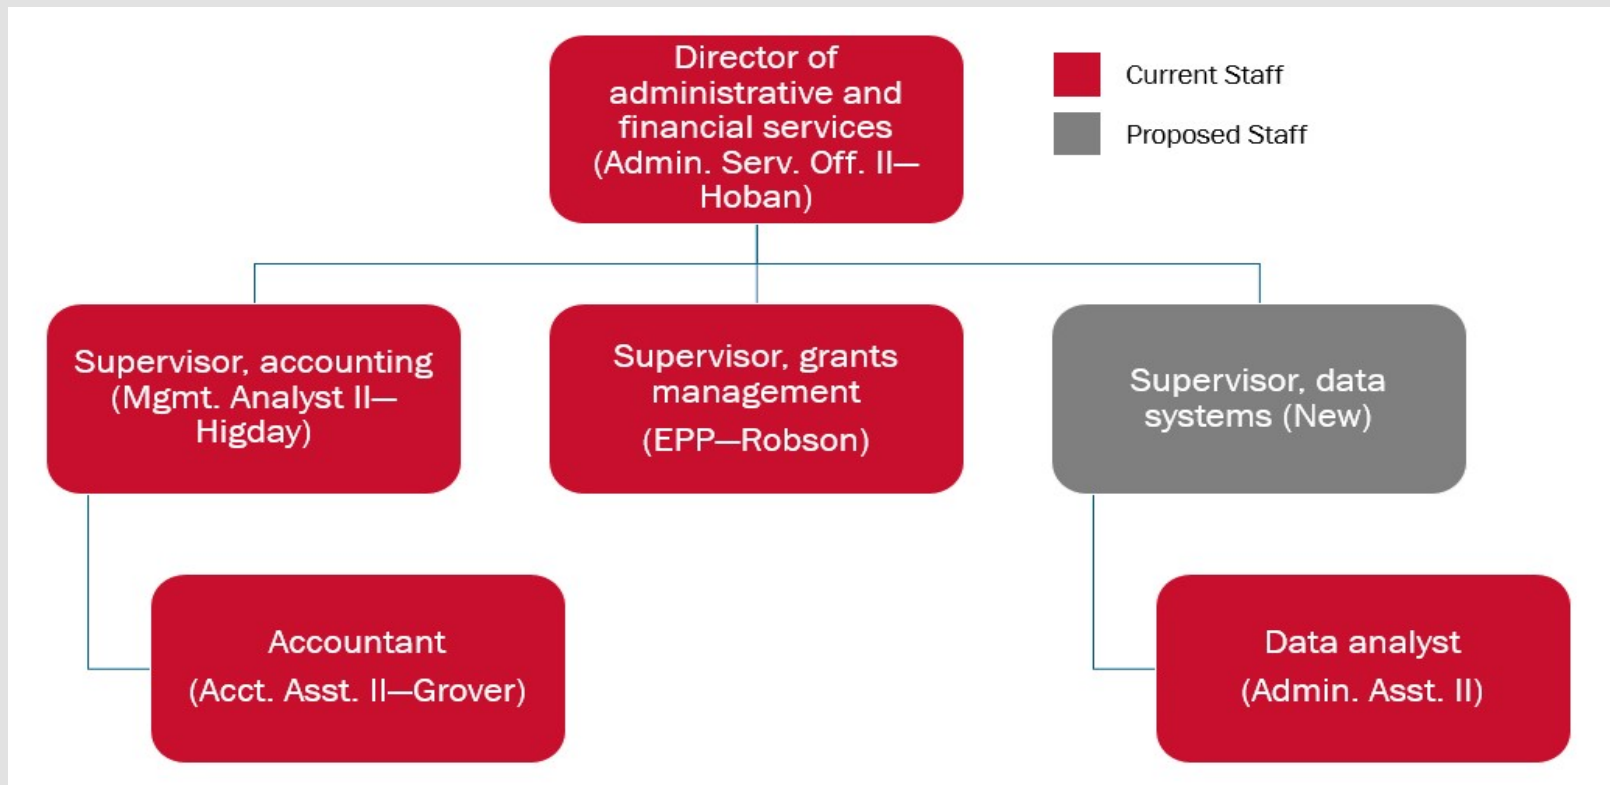 Director of
administrative and
financial services
(Admin. Serv. Off. II—
Hoban)
Current Staff
Proposed Staff
Supervisor, accounting
(Mgmt. Analyst II—
Higday)
Supervisor, grants
management
(EPP—Robson)
Supervisor, data
systems (New)
Accountant
(Acct. Asst. II—Grover)
Data analyst
(Admin. Asst. II)